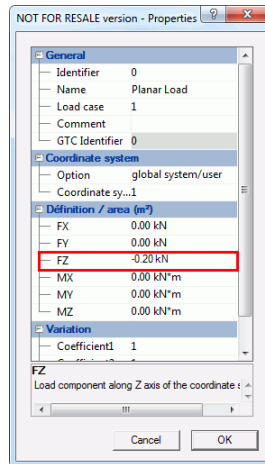 NOT FOR RESALE version - Properties
General
Identifier 0
Name Planar Load
Load case 1
Comment
GTC Identifier 0
Coordinate system
Option global system/user
Coordinate sy...1
Définition / area (m²)
FX 0.00 kN
FY 0.00 kN
FZ -0.20 kN
MX 0.00 kN*m
MY 0.00 kN*m
MZ 0.00 kN*m
Variation
Coefficient1 1
FZ
Load component along Z axis of the coordinate s
Cancel OK